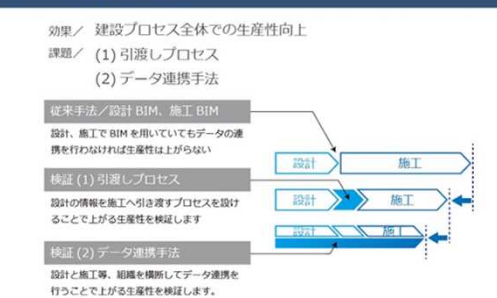 効果／ 建設プロセス全体での生産性向上
課題／ (1) 引渡しプロセス
(2) データ連携手法
従来手法／設計 BIM、施工 BIM
設計、施工で BIM を用いていてもデータの連
携を行わなければ生産性は上がらない
設計 施工
検証 (1) 引渡しプロセス
設計の情報を施工へ引き渡すプロセスを設け
ることで上がる生産性を検証します
設計 施工
検証 (2) データ連携手法
設計と施工等、組織を横断してデータ連携を
行うことで上がる生産性を検証します。
設計 施工